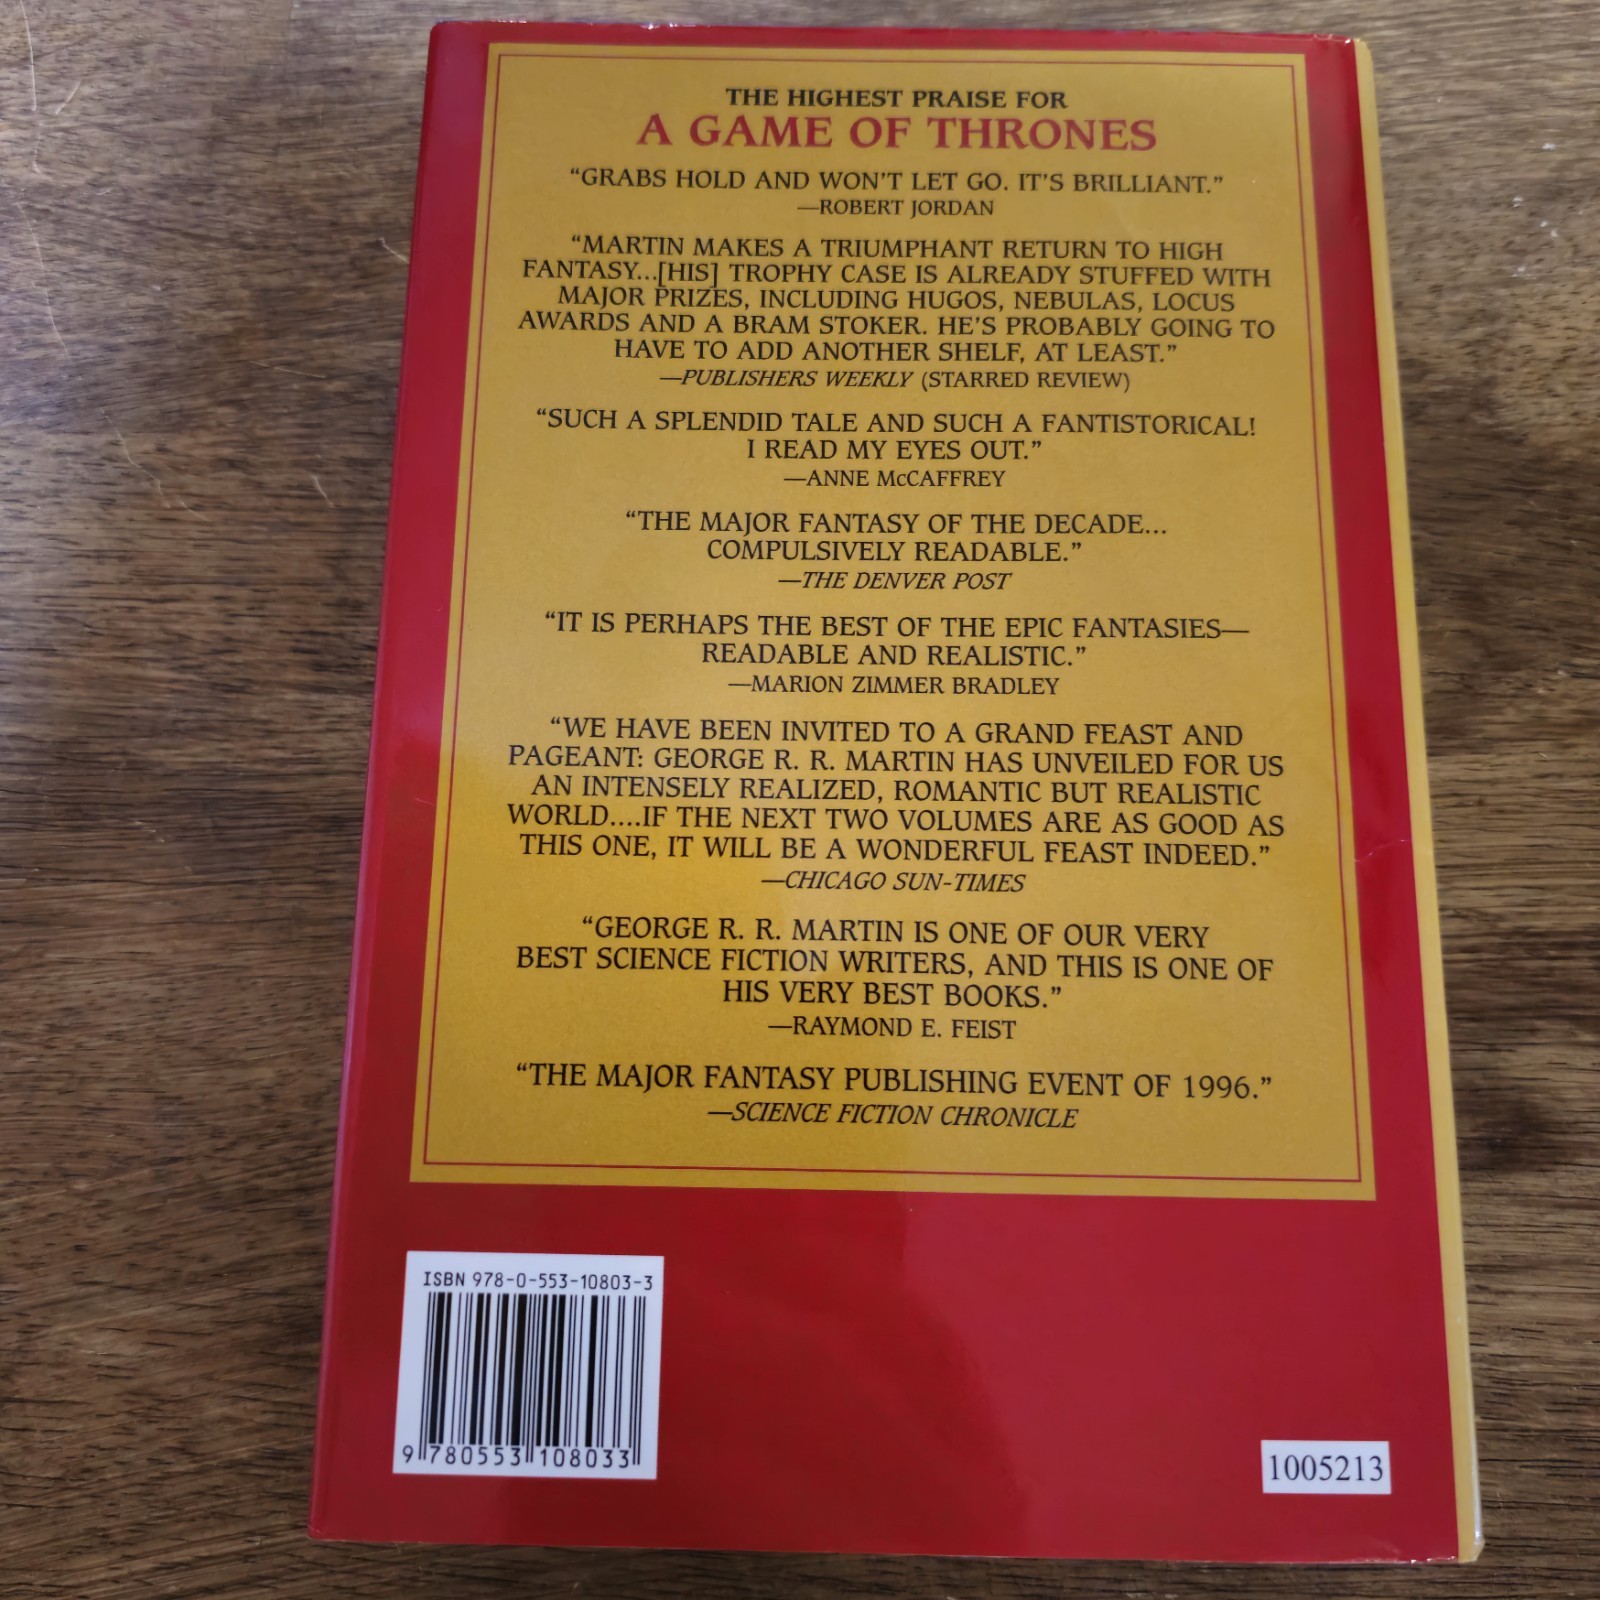 THE HIGHEST PRAISE FOR
A GAME OF THRONES
“GRABS HOLD AND WON’T LET GO. IT’S BRILLIANT.”
—ROBERT JORDAN
“MARTIN MAKES A TRIUMPHANT RETURN TO HIGH
FANTASY...[HIS] TROPHY CASE IS ALREADY STUFFED WITH
MAJOR PRIZES, INCLUDING HUGOS, NEBULAS, LOCUS
AWARDS AND A BRAM STOKER. HE’S PROBABLY GOING TO
HAVE TO ADD ANOTHER SHELF, AT LEAST.”
—PUBLISHERS WEEKLY (STARRED REVIEW)
“SUCH A SPLENDID TALE AND SUCH A FANTISTORICAL!
I READ MY EYES OUT.”
—ANNE McCAFFREY
“THE MAJOR FANTASY OF THE DECADE...
COMPULSIVELY READABLE.”
—THE DENVER POST
“IT IS PERHAPS THE BEST OF THE EPIC FANTASIES—
READABLE AND REALISTIC.”
—MARION ZIMMER BRADLEY
“WE HAVE BEEN INVITED TO A GRAND FEAST AND
PAGEANT: GEORGE R. R. MARTIN HAS UNVEILED FOR US
AN INTENSELY REALIZED, ROMANTIC BUT REALISTIC
WORLD....IF THE NEXT TWO VOLUMES ARE AS GOOD AS
THIS ONE, IT WILL BE A WONDERFUL FEAST INDEED.”
—CHICAGO SUN-TIMES
“GEORGE R. R. MARTIN IS ONE OF OUR VERY
BEST SCIENCE FICTION WRITERS, AND THIS IS ONE OF
HIS VERY BEST BOOKS.”
—RAYMOND E. FEIST
“THE MAJOR FANTASY PUBLISHING EVENT OF 1996.”
—SCIENCE FICTION CHRONICLE
ISBN 978-0-553-10803-3
9 780553 108033
1005213